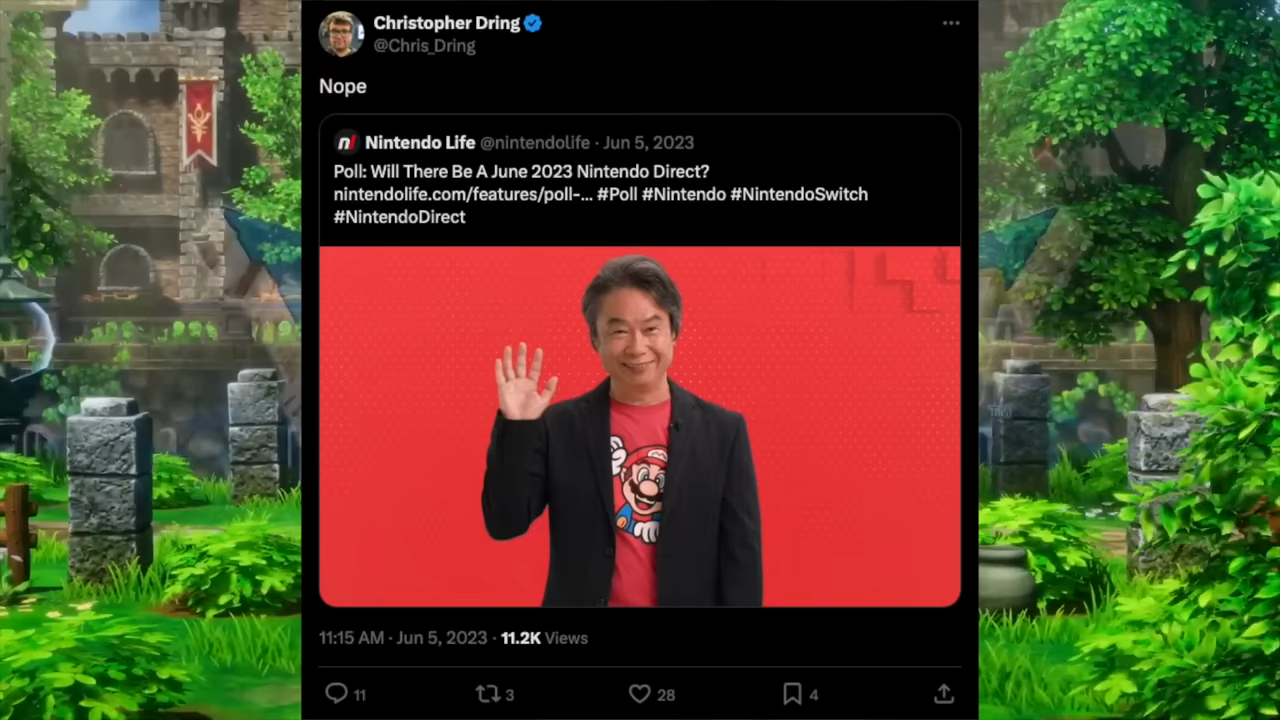 Christopher Dring
@Chris_Dring
Nope
Nintendo Life @nintendolife · Jun 5, 2023
Poll: Will There Be A June 2023 Nintendo Direct?
nintendolife.com/features/poll-... #Poll #Nintendo #NintendoSwitch
#NintendoDirect
11:15 AM · Jun 5, 2023 · 11.2K Views
11 3 28 4